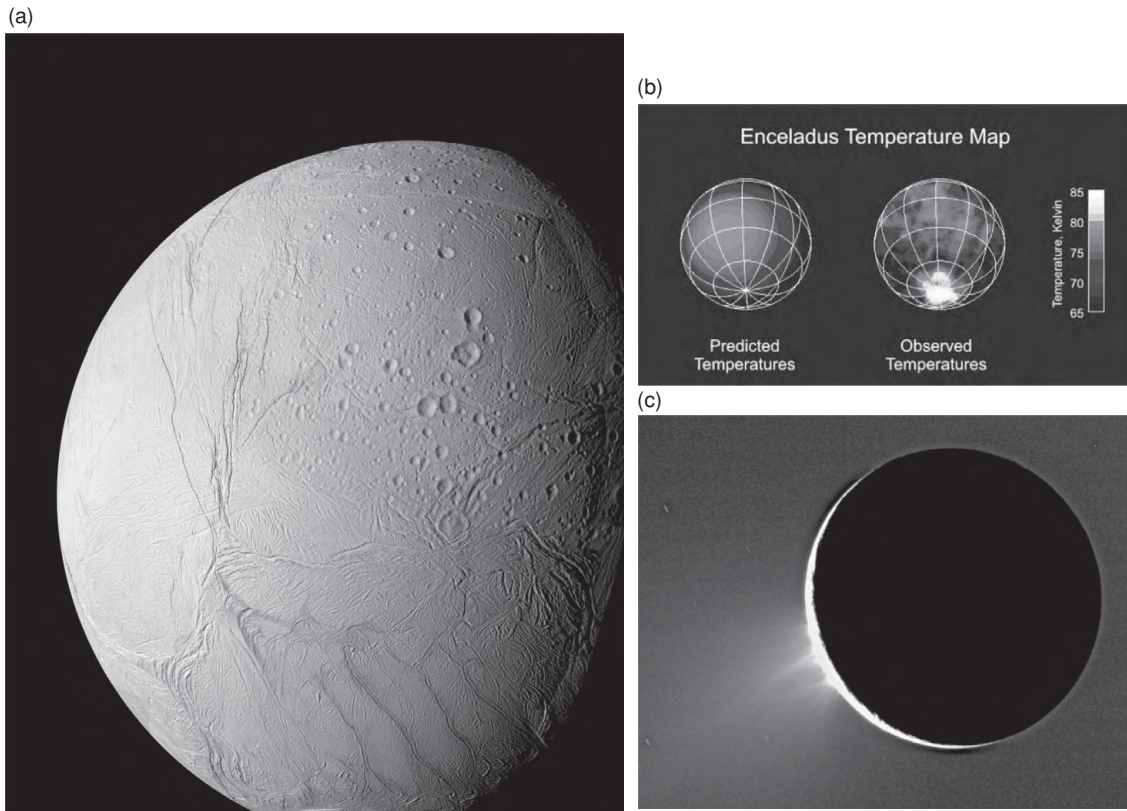 (a)
(b)
Enceladus Temperature Map
85
80
75
70
65
Temperature, Kelvin
Predicted
Temperatures
Observed
Temperatures
(c)